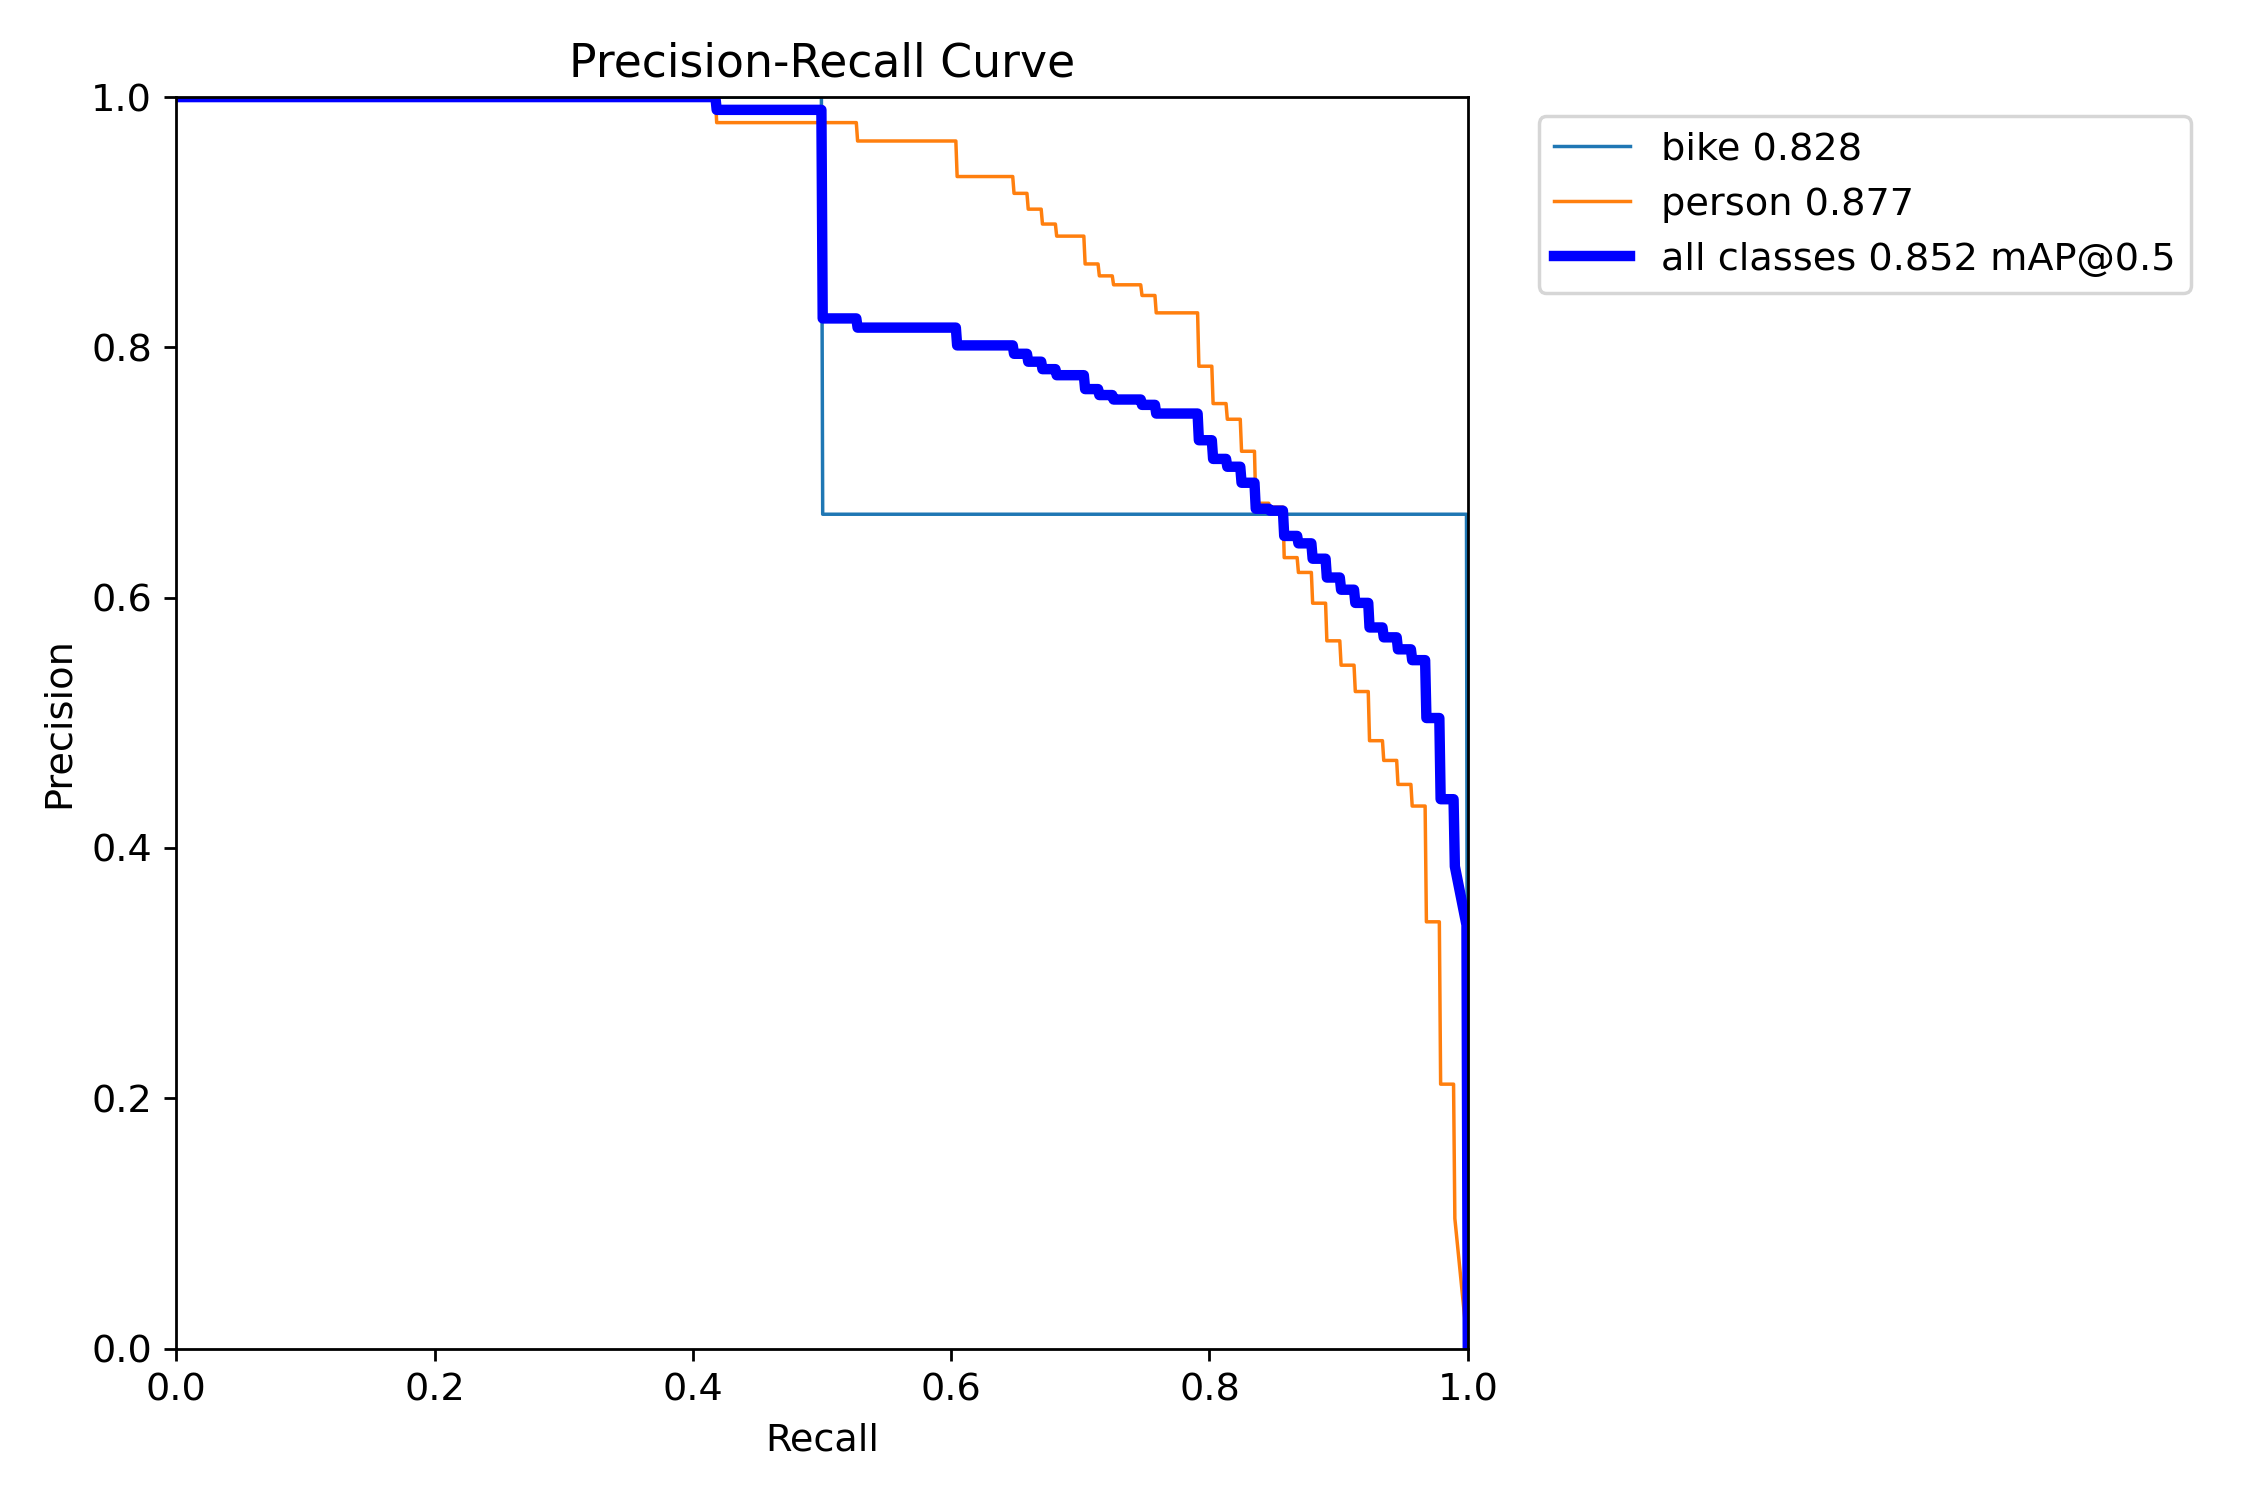 Precision-Recall Curve
1.0
0.8
0.6
0.4
0.2
0.0
Precision
0.0 0.2 0.4 0.6 0.8 1.0
Recall
bike 0.828
person 0.877
all classes 0.852 mAP@0.5